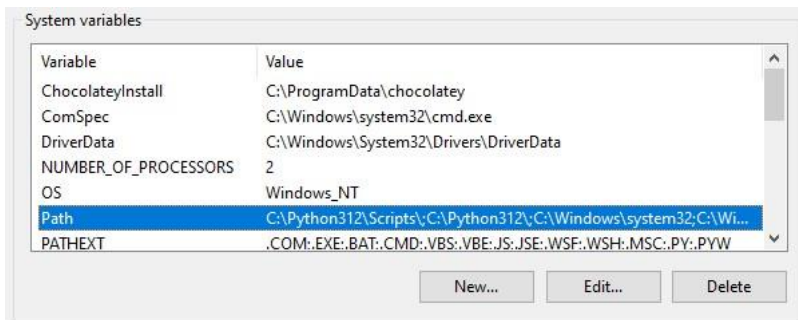 System variables
Variable Value
ChocolateyInstall C:\ProgramData\chocolatey
ComSpec C:\Windows\system32\cmd.exe
DriverData C:\Windows\System32\Drivers\DriverData
NUMBER_OF_PROCESSORS 2
OS Windows_NT
Path C:\Python312\Scripts\;C:\Python312\;C:\Windows\system32;C:\Wi...
PATHEXT .COM;.EXE;.BAT;.CMD;.VBS;.VBE;.JS;.JSE;.WSF;.WSH;.MSC;.PY;.PYW
New... Edit... Delete